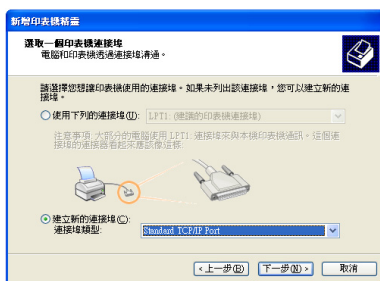 新增印表機精靈
選取一個印表機連接埠
電腦和印表機透過連接埠溝通。
請選擇您想讓印表機使用的連接埠。如果未列出該連接埠，您可以建立新的連
接埠。
使用下列的連接埠(U): LPT1: (建議的印表機連接埠)
注意事項: 大部分的電腦使用 LPT1: 連接埠來與本機印表機通訊。這個連
接埠的連接器看起來應該像這樣:
建立新的連接埠(C):
連接埠類型: Standard TCP/IP Port
<上一步(B) 下一步(N)> 取消